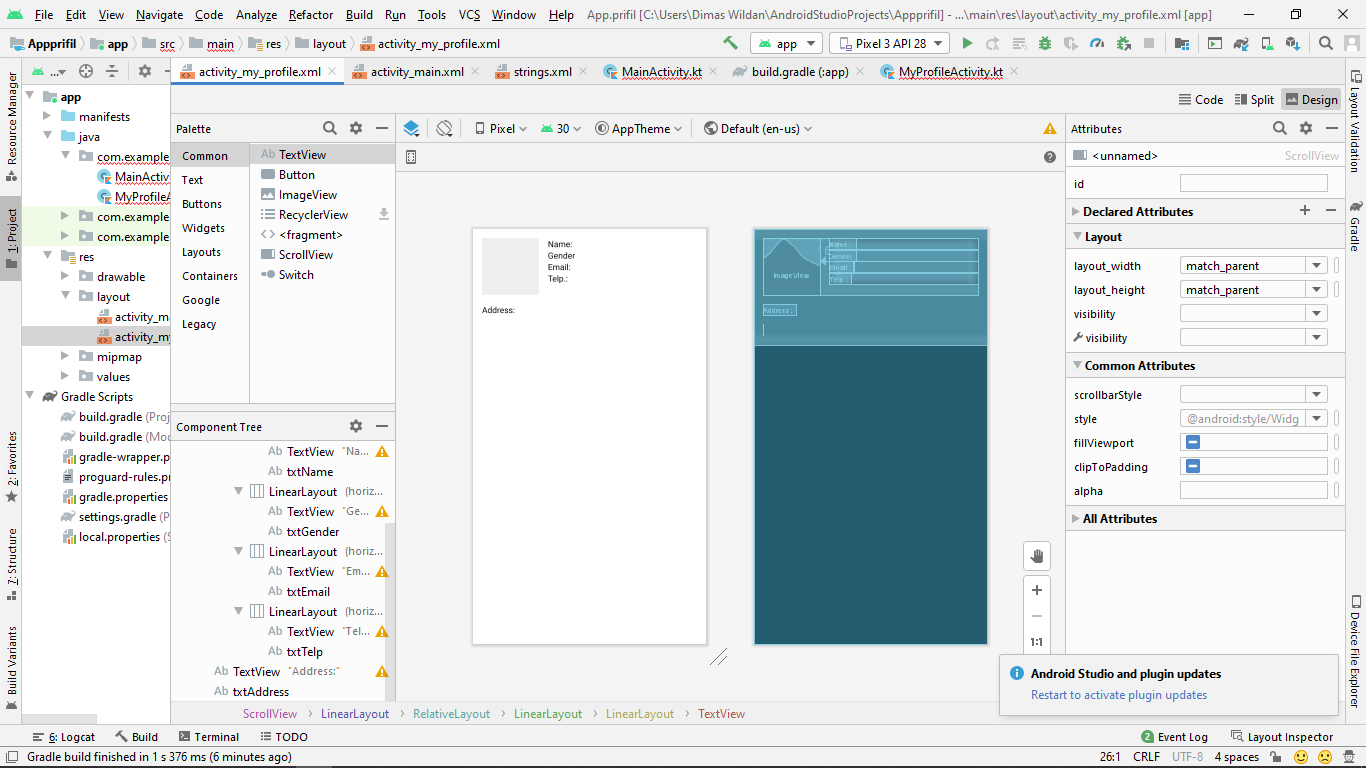 File Edit View Navigate Code Analyze Refactor Build Run Tools VCS Window Help App.prifil [C:\Users\Dimas Wildan\AndroidStudioProjects\Appprifil] - ...\main\res\layout\activity_my_profile.xml [app]
Appprifil app src main res layout activity_my_profile.xml app Pixel 3 API 28
... activity_my_profile.xml activity_main.xml strings.xml MainActivity.kt build.gradle (:app) MyProfileActivity.kt
Code Split Design
Resource Manager
1: Project
2: Favorites
7: Structure
Build Variants
app
manifests
java
com.example
MainActiv
MyProfileA
com.example
com.example
res
drawable
layout
activity_ma
activity_my
mipmap
values
Gradle Scripts
build.gradle (Proj
build.gradle (Mod
gradle-wrapper.p
proguard-rules.pr
gradle.properties
settings.gradle (P
local.properties (S
Palette
Common
Text
Buttons
Widgets
Layouts
Containers
Google
Legacy
Ab TextView
Button
ImageView
RecyclerView
<fragment>
ScrollView
Switch
Component Tree
Ab TextView "Na...
Ab txtName
LinearLayout (horiz...
Ab TextView "Ge...
Ab txtGender
LinearLayout (horiz...
Ab TextView "Em...
Ab txtEmail
LinearLayout (horiz...
Ab TextView "Tel...
Ab txtTelp
Ab TextView "Address:"
Ab txtAddress
Pixel 30 AppTheme Default (en-us)
Name:
Gender
Email:
Telp.:
Address:
Name:
Gender
Email:
Telp.:
ImageView
Address:
1:1
ScrollView LinearLayout RelativeLayout LinearLayout LinearLayout TextView
Attributes
<unnamed> ScrollView
id
Declared Attributes
Layout
layout_width match_parent
layout_height match_parent
visibility
visibility
Common Attributes
scrollbarStyle
style @android:style/Widg
fillViewport
clipToPadding
alpha
All Attributes
Layout Validation
Gradle
Device File Explorer
Android Studio and plugin updates
Restart to activate plugin updates
6: Logcat Build Terminal TODO 2 Event Log Layout Inspector
Gradle build finished in 1 s 376 ms (6 minutes ago) 26:1 CRLF UTF-8 4 spaces